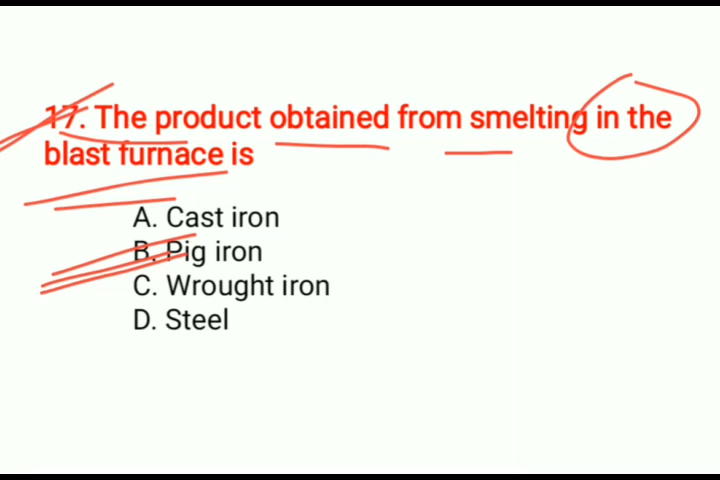 17. The product obtained from smelting in the
blast furnace is
A. Cast iron
B. Pig iron
C. Wrought iron
D. Steel